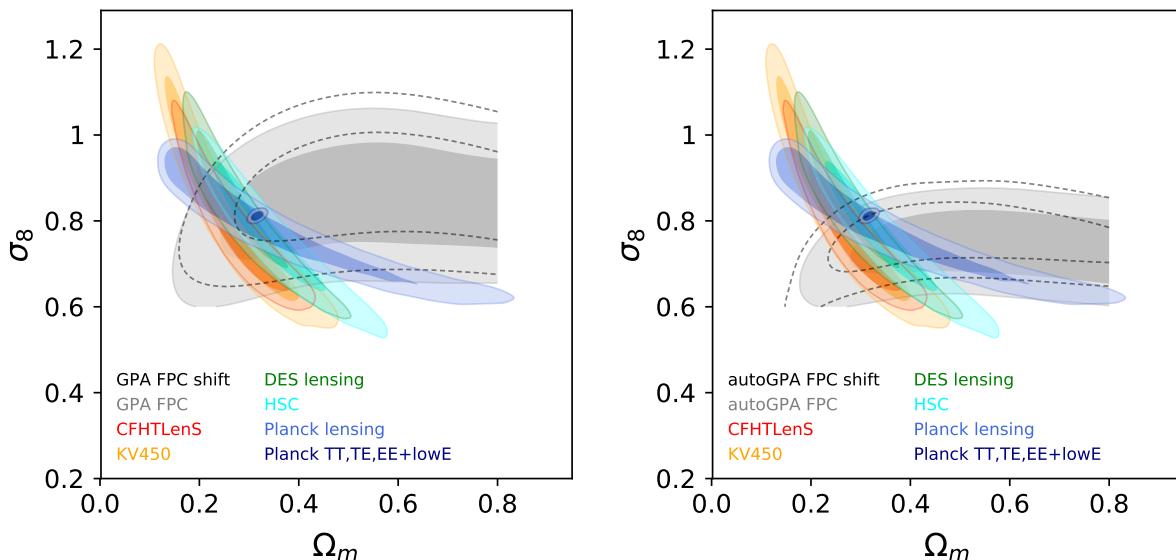 1.2
1
0.8
0.6
0.4
0.2
σ8
GPA FPC shift
GPA FPC
CFHTLenS
KV450
DES lensing
HSC
Planck lensing
Planck TT,TE,EE+lowE
0.0 0.2 0.4 0.6 0.8
Ωm
1.2
1
0.8
0.6
0.4
0.2
σ8
autoGPA FPC shift
autoGPA FPC
CFHTLenS
KV450
DES lensing
HSC
Planck lensing
Planck TT,TE,EE+lowE
0.0 0.2 0.4 0.6 0.8
Ωm